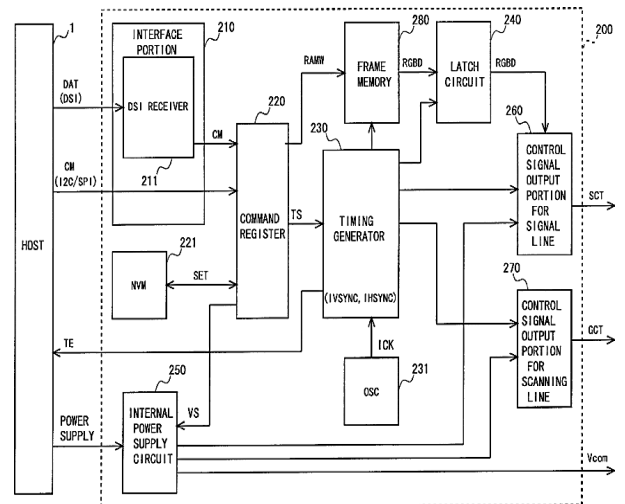 1
210
280
240
200
INTERFACE
PORTION
DAT
(DSI)
DSI RECEIVER
211
CM
RAMW
FRAME
MEMORY
RGBD
LATCH
CIRCUIT
RGBD
220
230
260
CM
(I2C/SPI)
HOST
COMMAND
REGISTER
TS
TIMING
GENERATOR
(IVSYNC, IHSYNC)
CONTROL
SIGNAL
OUTPUT
PORTION
FOR
SIGNAL
LINE
SCT
221
NVM
SET
270
CONTROL
SIGNAL
OUTPUT
PORTION
FOR
SCANNING
LINE
GCT
TE
ICK
OSC
231
250
VS
POWER
SUPPLY
INTERNAL
POWER
SUPPLY
CIRCUIT
Vcom